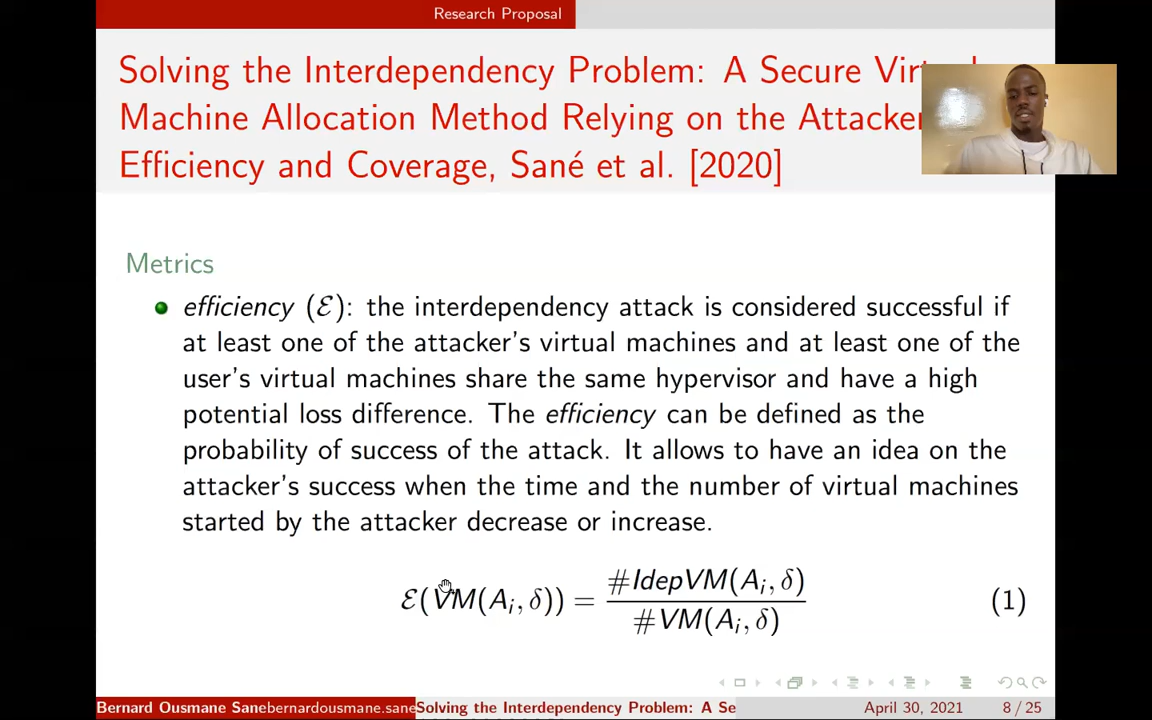 Research Proposal
Solving the Interdependency Problem: A Secure
Machine Allocation Method Relying on the Attacker
Efficiency and Coverage, Sané et al. [2020]
Metrics
efficiency (ℰ): the interdependency attack is considered successful if
at least one of the attacker's virtual machines and at least one of the
user's virtual machines share the same hypervisor and have a high
potential loss difference. The efficiency can be defined as the
probability of success of the attack. It allows to have an idea on the
attacker's success when the time and the number of virtual machines
started by the attacker decrease or increase.
ℰ(VM(Aᵢ, δ)) = #IdepVM(Aᵢ, δ) / #VM(Aᵢ, δ) (1)
Bernard Ousmane Sanebernardousmane.sane Solving the Interdependency Problem: A Se April 30, 2021 8 / 25